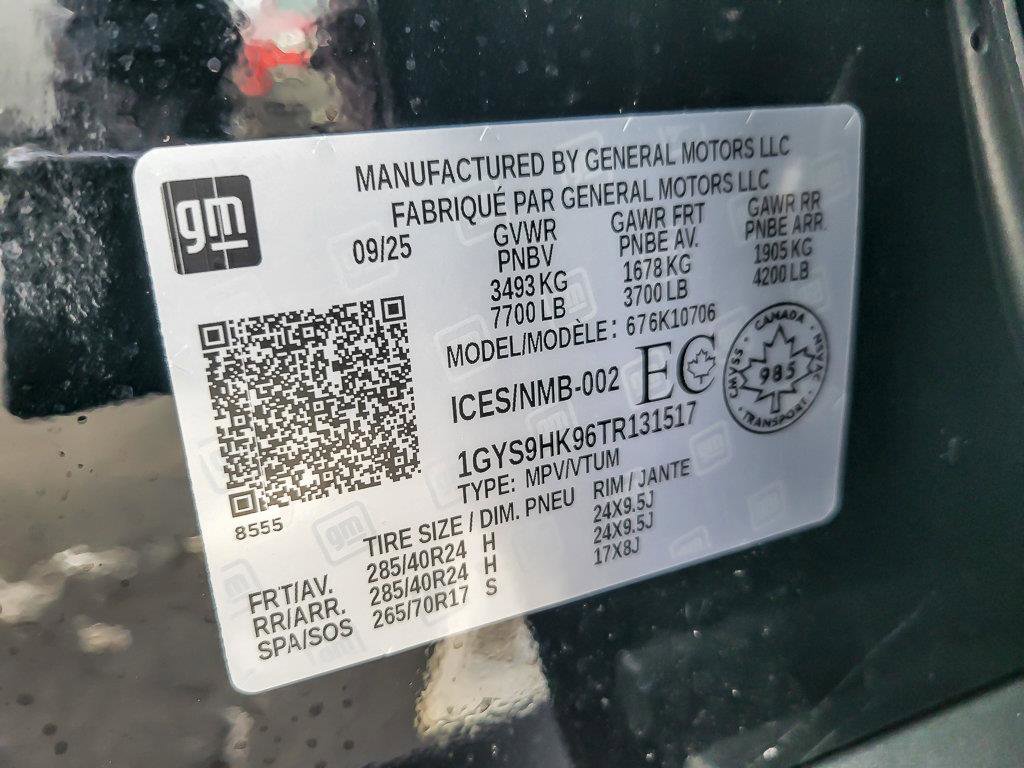 gm
MANUFACTURED BY GENERAL MOTORS LLC
FABRIQUÉ PAR GENERAL MOTORS LLC
09/25
GVWR
PNBV
3493 KG
7700 LB
GAWR FRT
PNBE AV.
1678 KG
3700 LB
GAWR RR
PNBE ARR.
1905 KG
4200 LB
MODEL/MODÈLE: 676K10706
ICES/NMB-002 EC
CANADA
CMVSS 985 NVAC
TRANSPORT
1GYS9HK96TR131517
TYPE: MPV/VTUM
8555
TIRE SIZE / DIM. PNEU RIM / JANTE
FRT/AV. 285/40R24 H 24X9.5J
RR/ARR. 285/40R24 H 24X9.5J
SPA/SOS 265/70R17 S 17X8J